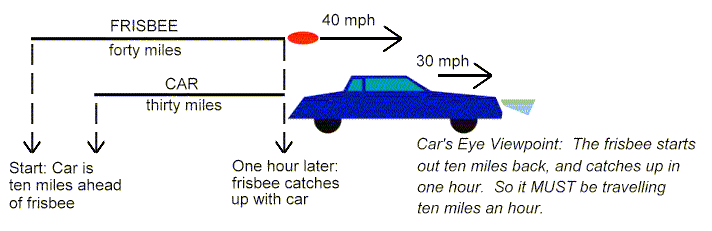 FRISBEE
forty miles
40 mph
30 mph
CAR
thirty miles
Start: Car is
ten miles ahead
of frisbee
One hour later:
frisbee catches
up with car
Car's Eye Viewpoint:  The frisbee starts
out ten miles back, and catches up in
one hour.  So it MUST be travelling
ten miles an hour.